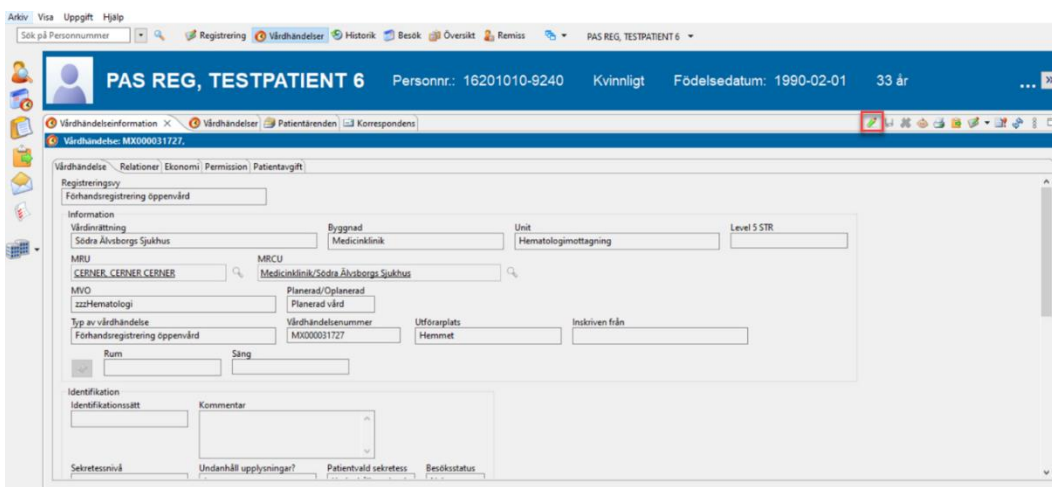 Arkiv Visa Uppgift Hjälp
Sök på Personnummer Registrering Vårdhändelser Historik Besök Översikt Remiss PAS REG, TESTPATIENT 6
PAS REG, TESTPATIENT 6 Personnr.: 16201010-9240 Kvinnligt Födelsedatum: 1990-02-01 33 år ...
Vårdhändelseinformation Vårdhändelser Patientärenden Korrespondens
Vårdhändelse: MX000031727,
Vårdhändelse Relationer Ekonomi Permission Patientavgift
Registreringsvy
Förhandsregistrering öppenvård
Information
Vårdinrättning Byggnad Unit Level 5 STR
Södra Älvsborgs Sjukhus Medicinklinik Hematologimottagning
MRU MRCU
CERNER, CERNER CERNER Medicinklinik/Södra Älvsborgs Sjukhus
MVO Planerad/Oplanerad
zzzHematologi Planerad vård
Typ av vårdhändelse Vårdhändelsenummer Utförarplats Inskriven från
Förhandsregistrering öppenvård MX000031727 Hemmet
Rum Säng
Identifikation
Identifikationssätt Kommentar
Sekretessnivå Undanhåll upplysningar? Patientvald sekretess Besöksstatus